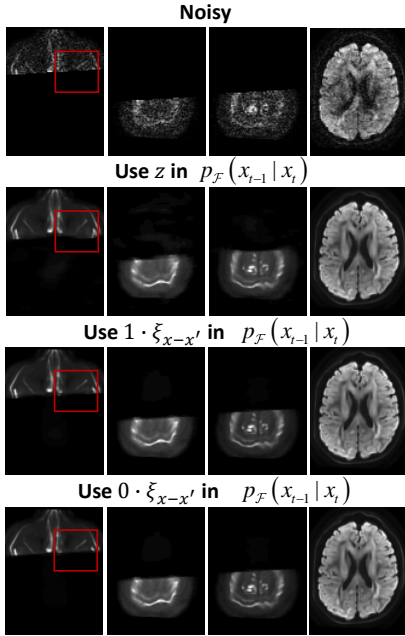 Noisy
Use z in p_ℱ(x_{t−1} | x_t)
Use 1 · ξ_{x−x′} in p_ℱ(x_{t−1} | x_t)
Use 0 · ξ_{x−x′} in p_ℱ(x_{t−1} | x_t)